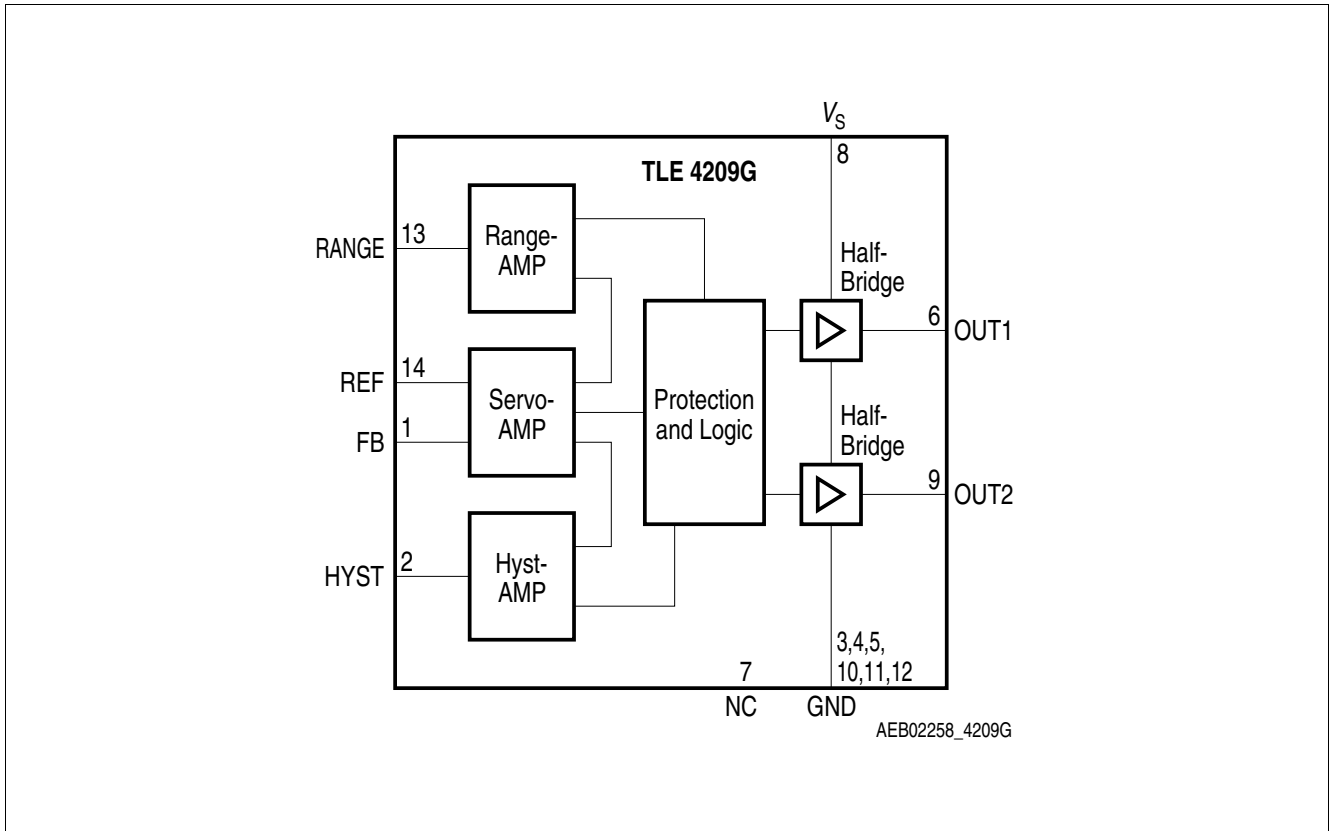 VS
8
TLE 4209G
RANGE
13
Range-
AMP
Half-
Bridge
6
OUT1
REF
14
FB
1
Servo-
AMP
Protection
and Logic
Half-
Bridge
9
OUT2
HYST
2
Hyst-
AMP
3,4,5,
10,11,12
7
NC
GND
AEB02258_4209G